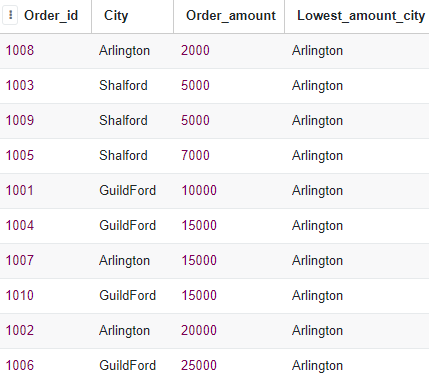 Order_id City Order_amount Lowest_amount_city
1008 Arlington 2000 Arlington
1003 Shalford 5000 Arlington
1009 Shalford 5000 Arlington
1005 Shalford 7000 Arlington
1001 GuildFord 10000 Arlington
1004 GuildFord 15000 Arlington
1007 Arlington 15000 Arlington
1010 GuildFord 15000 Arlington
1002 Arlington 20000 Arlington
1006 GuildFord 25000 Arlington